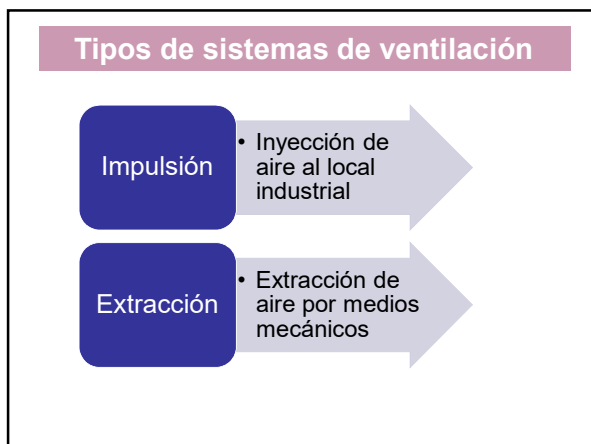 Tipos de sistemas de ventilación
Impulsión
• Inyección de
aire al local
industrial
Extracción
• Extracción de
aire por medios
mecánicos